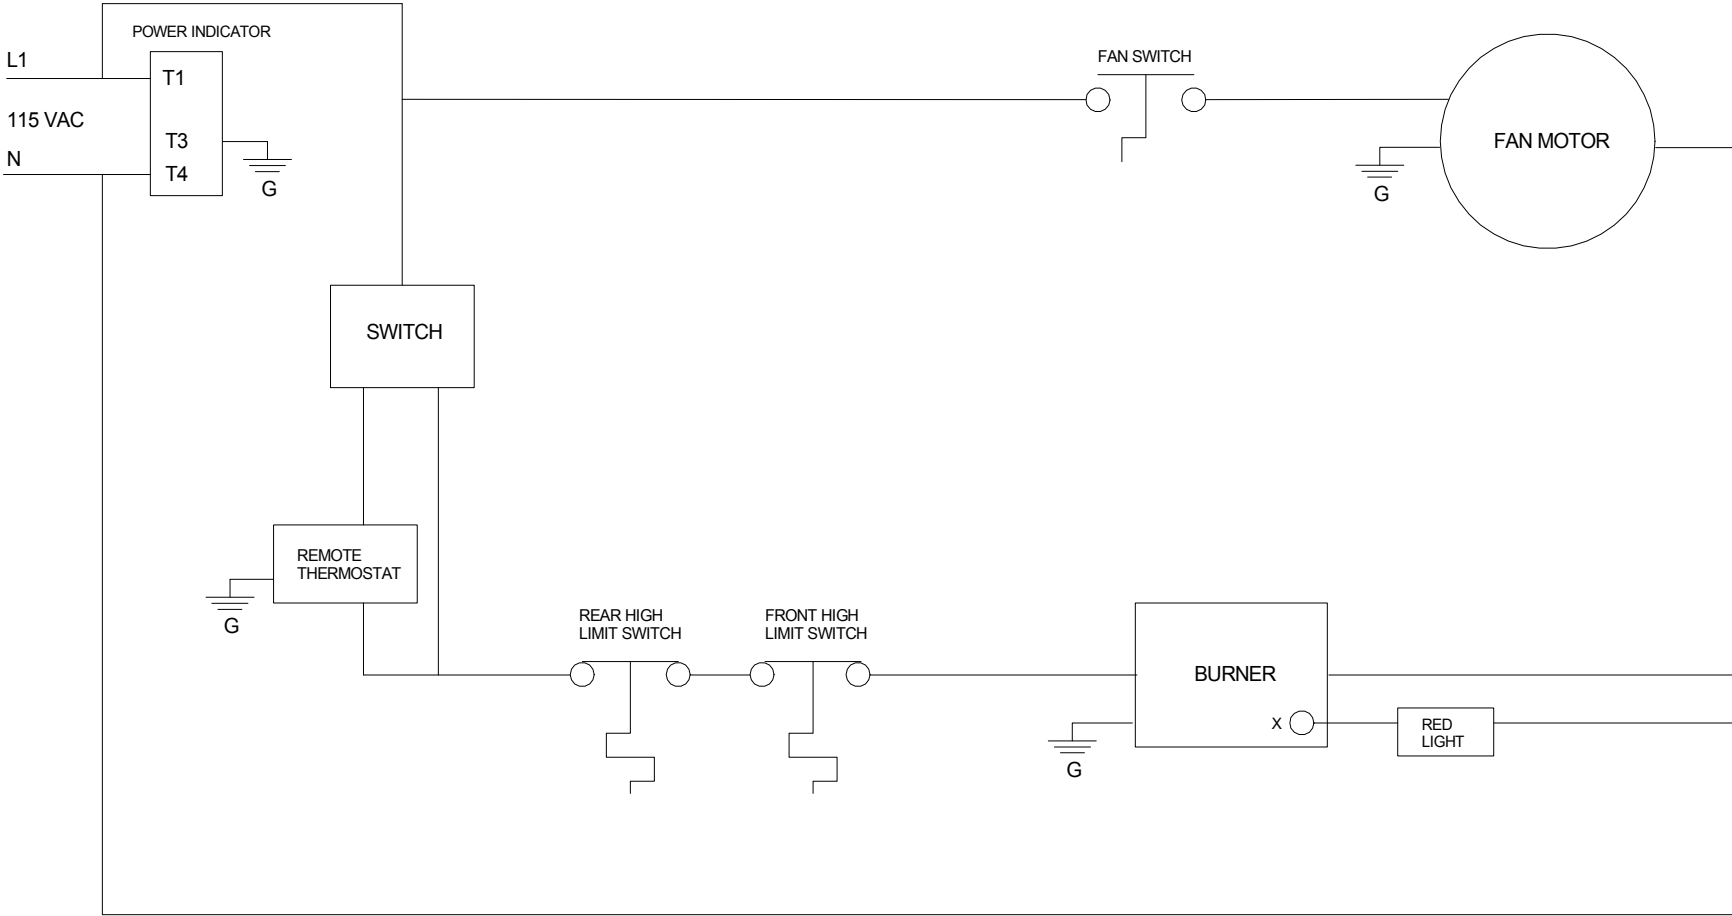 POWER INDICATOR
L1
T1
115 VAC
T3
N
T4
G
FAN SWITCH
FAN MOTOR
G
SWITCH
REMOTE
THERMOSTAT
G
REAR HIGH
LIMIT SWITCH
FRONT HIGH
LIMIT SWITCH
BURNER
X
G
RED
LIGHT